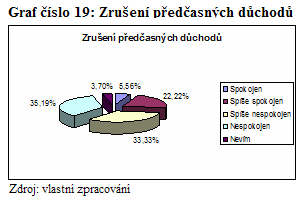 Graf číslo 19: Zrušení předčasných důchodů
Zrušení předčasných důchodů
3,70%
5,56%
22,22%
35,19%
33,33%
Spokojen
Spíše spokojen
Spíše nespokojen
Nespokojen
Nevím
Zdroj: vlastní zpracování